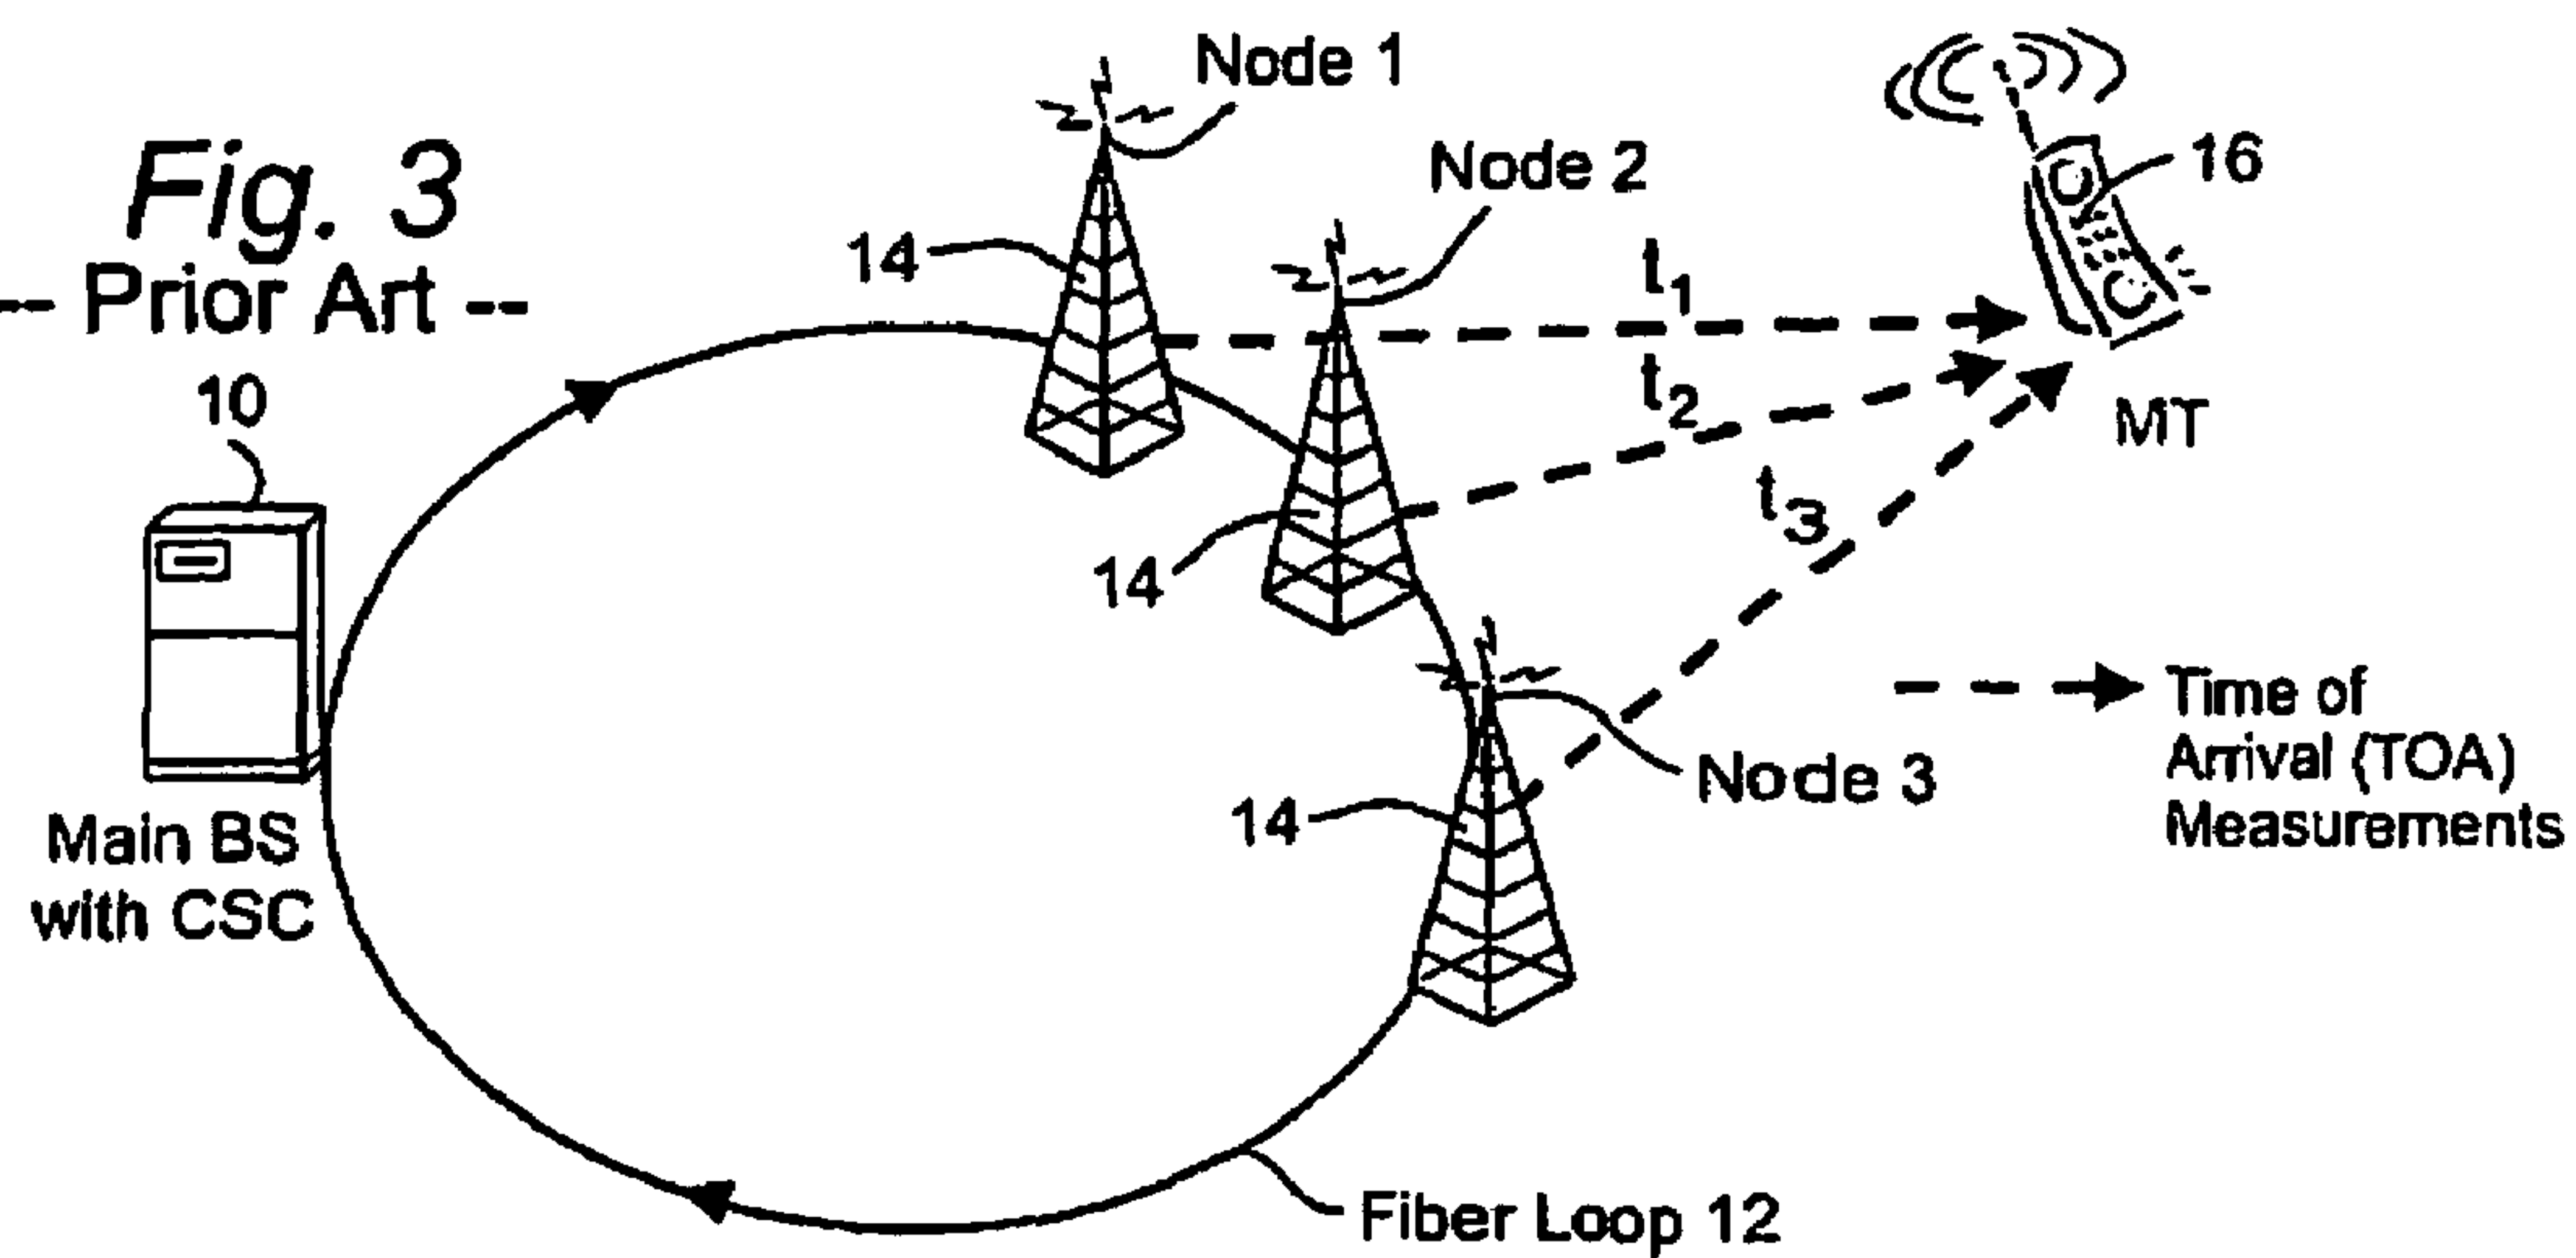 Fig. 3
-- Prior Art --
Node 1
Node 2
16
14
t1
t2
MT
10
t3
14
Time of
Arrival (TOA)
Measurements
Node 3
14
Main BS
with CSC
Fiber Loop 12